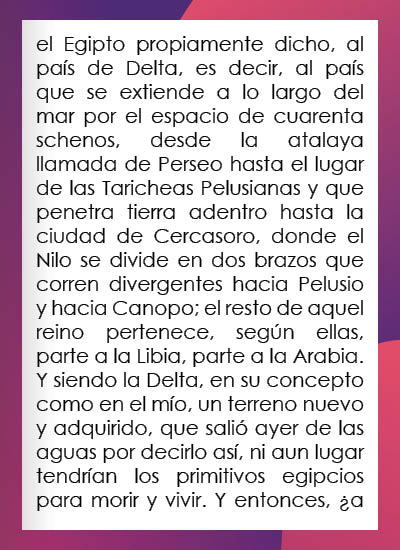 el Egipto propiamente dicho, al
país de Delta, es decir, al país
que se extiende a lo largo del
mar por el espacio de cuarenta
schenos, desde la atalaya
llamada de Perseo hasta el lugar
de las Taricheas Pelusianas y que
penetra tierra adentro hasta la
ciudad de Cercasoro, donde el
Nilo se divide en dos brazos que
corren divergentes hacia Pelusio
y hacia Canopo; el resto de aquel
reino pertenece, según ellas,
parte a la Libia, parte a la Arabia.
Y siendo la Delta, en su concepto
como en el mío, un terreno nuevo
y adquirido, que salió ayer de las
aguas por decirlo así, ni aun lugar
tendrían los primitivos egipcios
para morir y vivir. Y entonces, ¿a